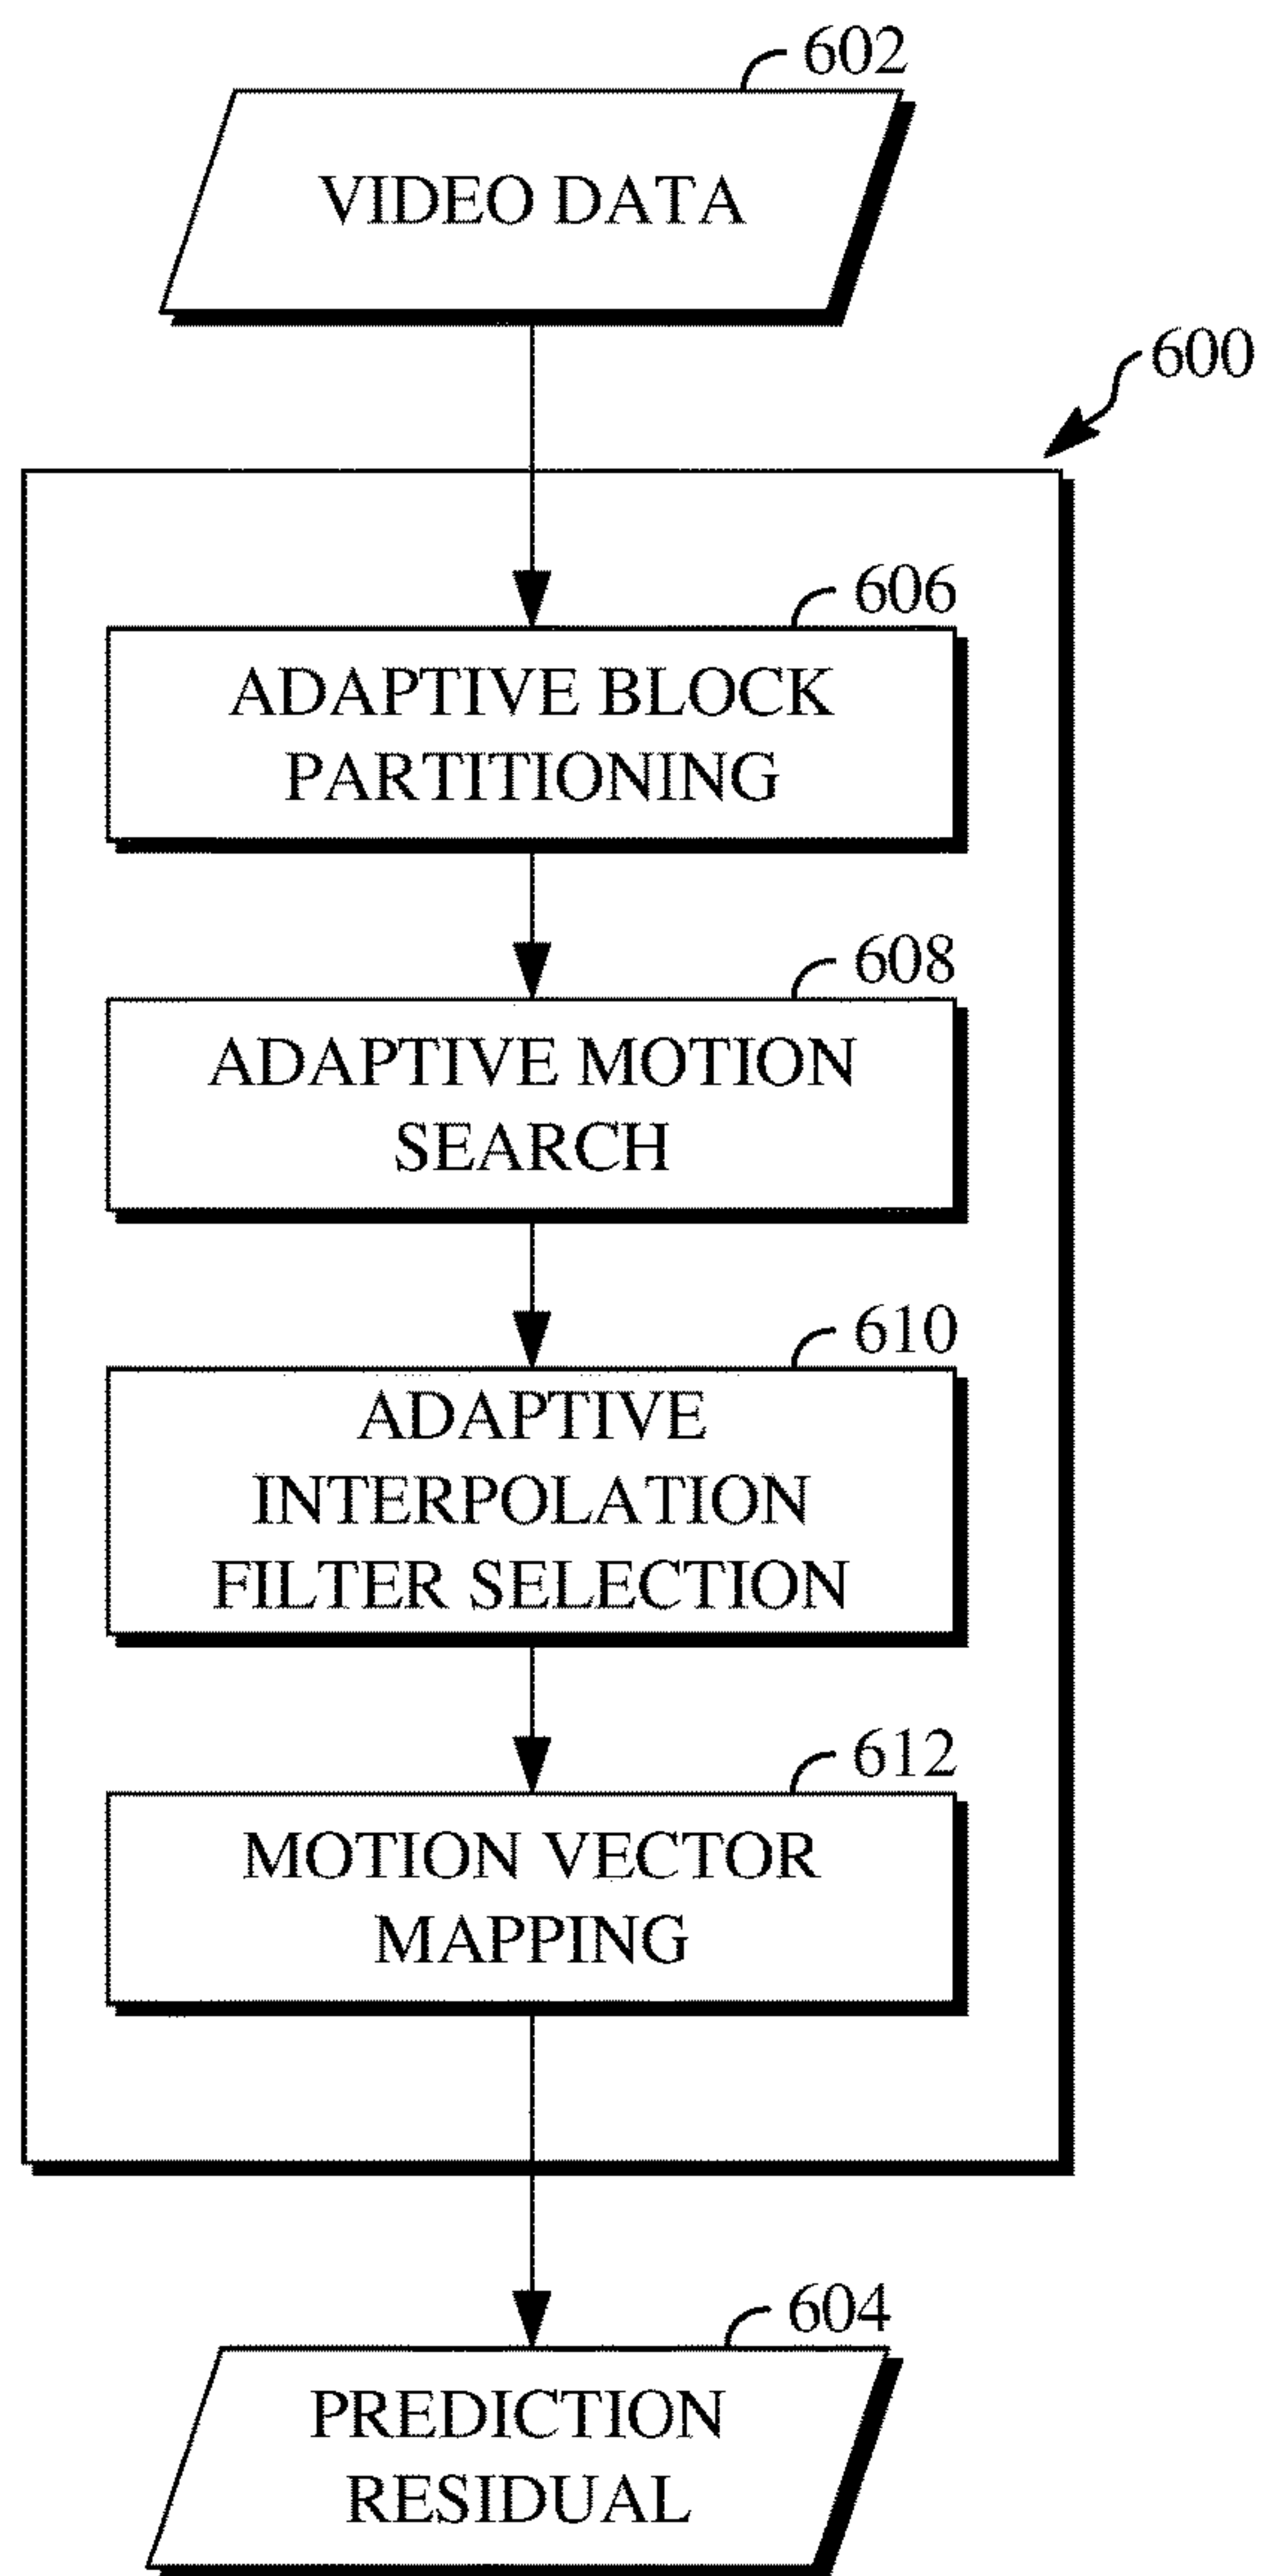 602
VIDEO DATA
600
606
ADAPTIVE BLOCK
PARTITIONING
608
ADAPTIVE MOTION
SEARCH
610
ADAPTIVE
INTERPOLATION
FILTER SELECTION
612
MOTION VECTOR
MAPPING
604
PREDICTION
RESIDUAL